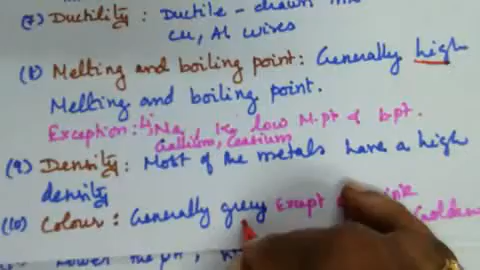 (7) Ductility : Ductile - drawn
Cu, Al wires
(8) Melting and boiling point : Generally high
Melting and boiling point.
Exception : Na, K, low M.pt & b.pt.
Gallium, Caesium
(9) Density : Most of the metals have a high
density
(10) Colour : Generally grey Except
Golden